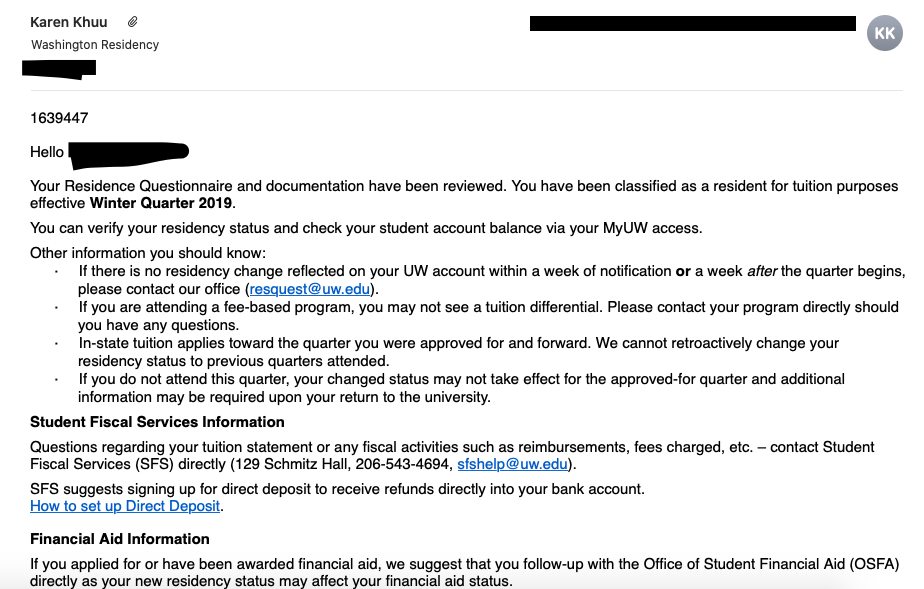 Karen Khuu
KK
Washington Residency
1639447
Hello
Your Residence Questionnaire and documentation have been reviewed. You have been classified as a resident for tuition purposes
effective Winter Quarter 2019.
You can verify your residency status and check your student account balance via your MyUW access.
Other information you should know:
· If there is no residency change reflected on your UW account within a week of notification or a week after the quarter begins,
please contact our office (resquest@uw.edu).
· If you are attending a fee-based program, you may not see a tuition differential. Please contact your program directly should
you have any questions.
· In-state tuition applies toward the quarter you were approved for and forward. We cannot retroactively change your
residency status to previous quarters attended.
· If you do not attend this quarter, your changed status may not take effect for the approved-for quarter and additional
information may be required upon your return to the university.
Student Fiscal Services Information
Questions regarding your tuition statement or any fiscal activities such as reimbursements, fees charged, etc. – contact Student
Fiscal Services (SFS) directly (129 Schmitz Hall, 206-543-4694, sfshelp@uw.edu).
SFS suggests signing up for direct deposit to receive refunds directly into your bank account.
How to set up Direct Deposit.
Financial Aid Information
If you applied for or have been awarded financial aid, we suggest that you follow-up with the Office of Student Financial Aid (OSFA)
directly as your new residency status may affect your financial aid status.